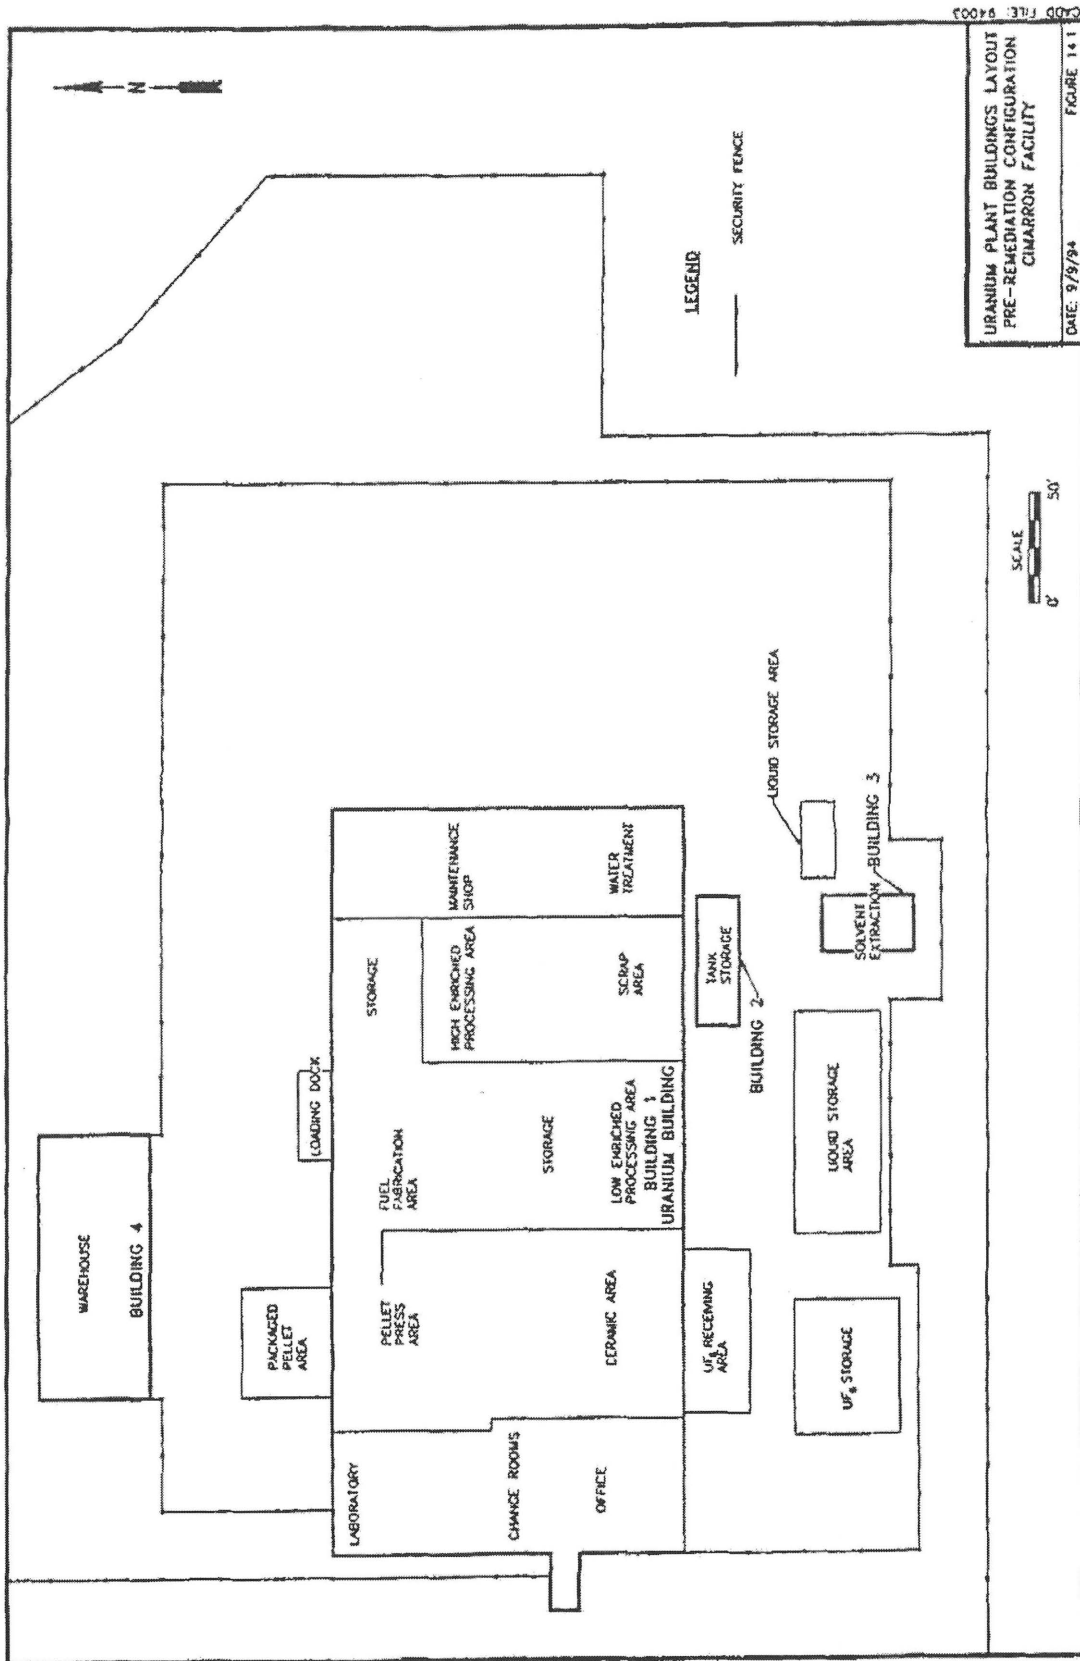 N
WAREHOUSE
BUILDING 4
PACKAGED
PELLET
AREA
LOADING DOCK
LABORATORY
CHANGE ROOMS
OFFICE
PELLET
PRESS
AREA
CERAMIC AREA
FUEL
FABRICATION
AREA
STORAGE
STORAGE
LOW ENRICHED
PROCESSING AREA
BUILDING 1
URANIUM BUILDING
HIGH ENRICHED
PROCESSING AREA
SCRAP
AREA
MAINTENANCE
SHOP
WATER
TREATMENT
UF6 RECEIVING
AREA
UF6 STORAGE
BUILDING 2
TANK
STORAGE
LIQUID STORAGE
AREA
LIQUID STORAGE AREA
SOLVENT
EXTRACTION
BUILDING 3
LEGEND
SECURITY FENCE
SCALE
0' 50'
URANIUM PLANT BUILDINGS LAYOUT
PRE-REMEDIATION CONFIGURATION
CIMARRON FACILITY
DATE: 9/9/94 FIGURE 14 1
CADD FILE: 94003